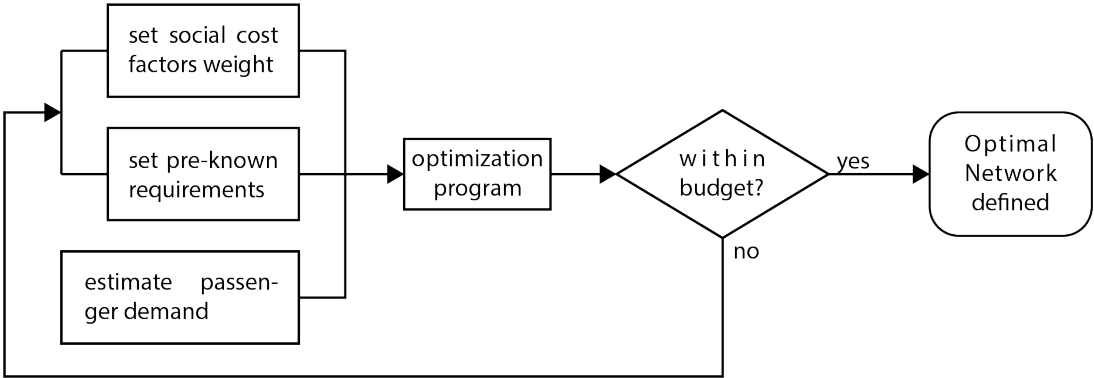 set social cost
factors weight
set pre-known
requirements
estimate passen-
ger demand
optimization
program
within
budget?
yes
no
Optimal
Network
defined